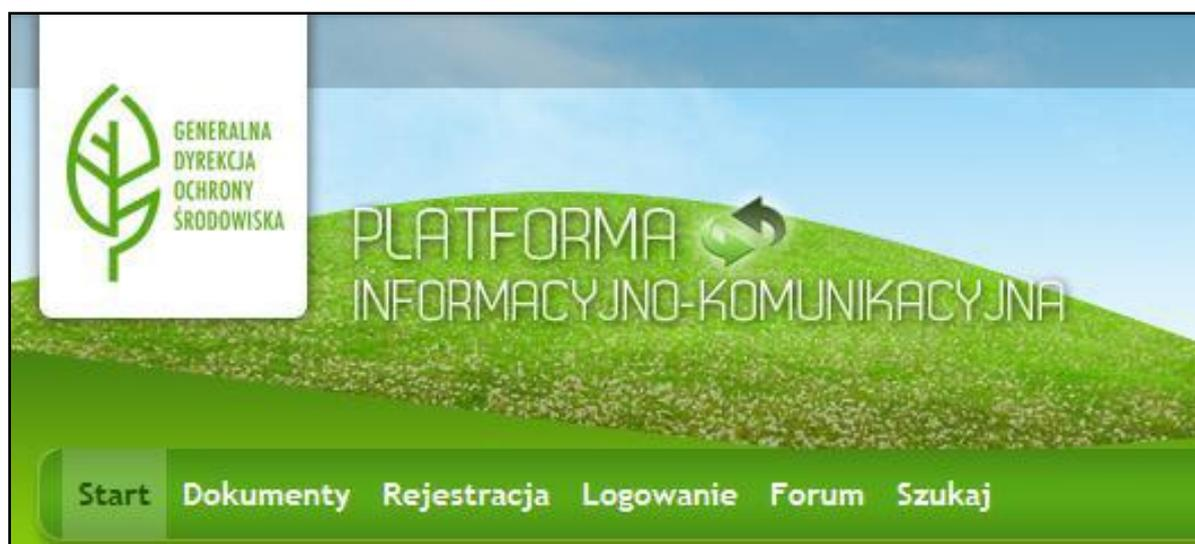 GENERALNA
DYREKCJA
OCHRONY
ŚRODOWISKA
PLATFORMA
INFORMACYJNO-KOMUNIKACYJNA
Start Dokumenty Rejestracja Logowanie Forum Szukaj